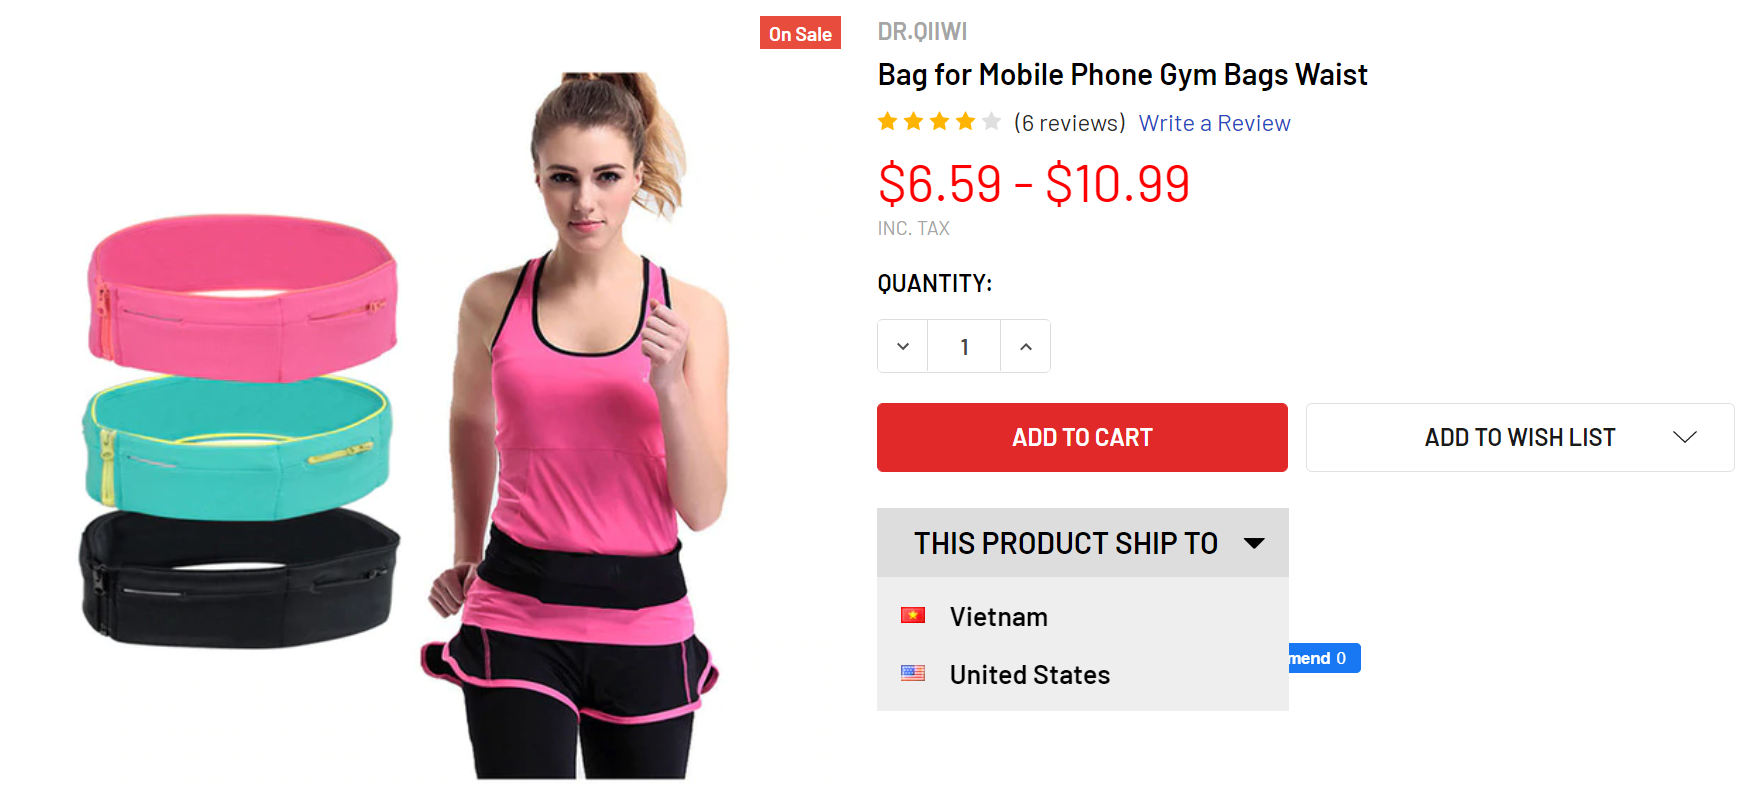 On Sale
DR.QIIWI
Bag for Mobile Phone Gym Bags Waist
(6 reviews) Write a Review
$6.59 - $10.99
INC. TAX
QUANTITY:
1
ADD TO CART
ADD TO WISH LIST
THIS PRODUCT SHIP TO
Vietnam
United States
mend 0